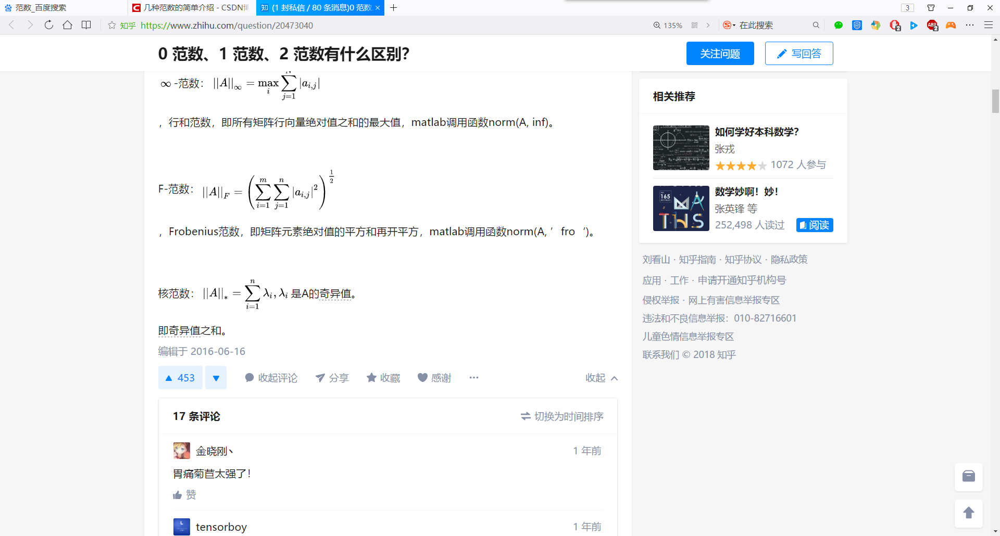 范数_百度搜索
几种范数的简单介绍 - CSDN博
知 (1 封私信 / 80 条消息)0 范数
3
知乎 https://www.zhihu.com/question/20473040
135%
在此搜索
0 范数、1 范数、2 范数有什么区别？
关注问题
写回答
∞ -范数： ||A||_∞ = max_i ∑_{j=1}^{N} |a_{i,j}|
，行和范数，即所有矩阵行向量绝对值之和的最大值，matlab调用函数norm(A, inf)。
F-范数： ||A||_F = (∑_{i=1}^{m} ∑_{j=1}^{n} |a_{i,j}|^2)^{1/2}
，Frobenius范数，即矩阵元素绝对值的平方和再开平方，matlab调用函数norm(A, ’ fro ‘)。
核范数： ||A||_* = ∑_{i=1}^{n} λ_i, λ_i 是A的奇异值。
即奇异值之和。
编辑于 2016-06-16
453
收起评论
分享
收藏
感谢
收起
17 条评论
切换为时间排序
金晓刚丶
1 年前
胃痛菊苣太强了！
赞
tensorboy
1 年前
相关推荐
如何学好本科数学？
张戎
1072 人参与
165
MATHS
数学妙啊！妙！
张英锋 等
252,498 人读过
阅读
刘看山 · 知乎指南 · 知乎协议 · 隐私政策
应用 · 工作 · 申请开通知乎机构号
侵权举报 · 网上有害信息举报专区
违法和不良信息举报：010-82716601
儿童色情信息举报专区
联系我们 © 2018 知乎